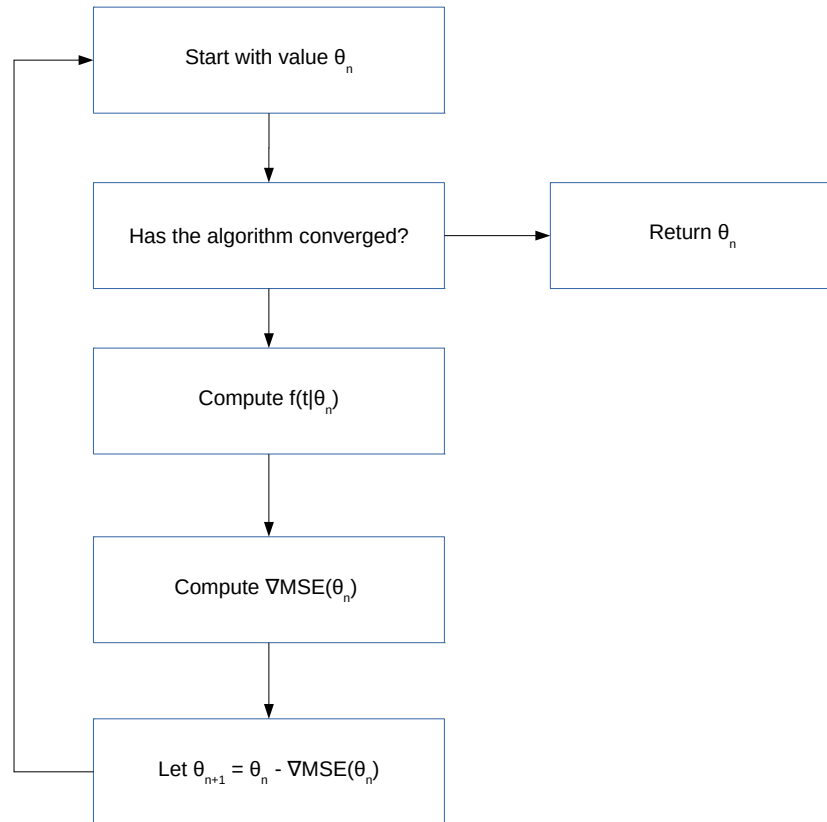 Start with value θₙ
Has the algorithm converged?
Return θₙ
Compute f(t|θₙ)
Compute ∇MSE(θₙ)
Let θₙ₊₁ = θₙ - ∇MSE(θₙ)